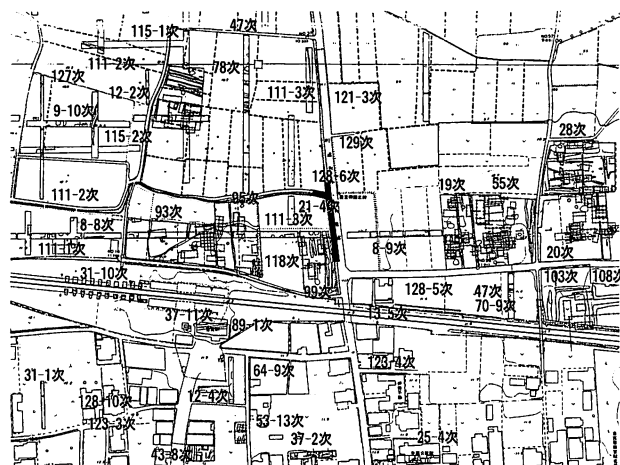 47次
115-1次
111-2次
78次
127次
12-2次
111-3次
121-3次
9-10次
115-2次
129次
28次
128-6次
111-2次
85次
21-4次
19次
55次
93次
8-8次
111-8次
8-9次
20次
111-1次
118次
31-10次
99次
128-5次
47次
70-9次
103次
108次
37-11次
13-5次
89-1次
123-4次
31-1次
64-9次
128-10次
12-4次
123-3次
53-13次
37-2次
25-4次
43-8次